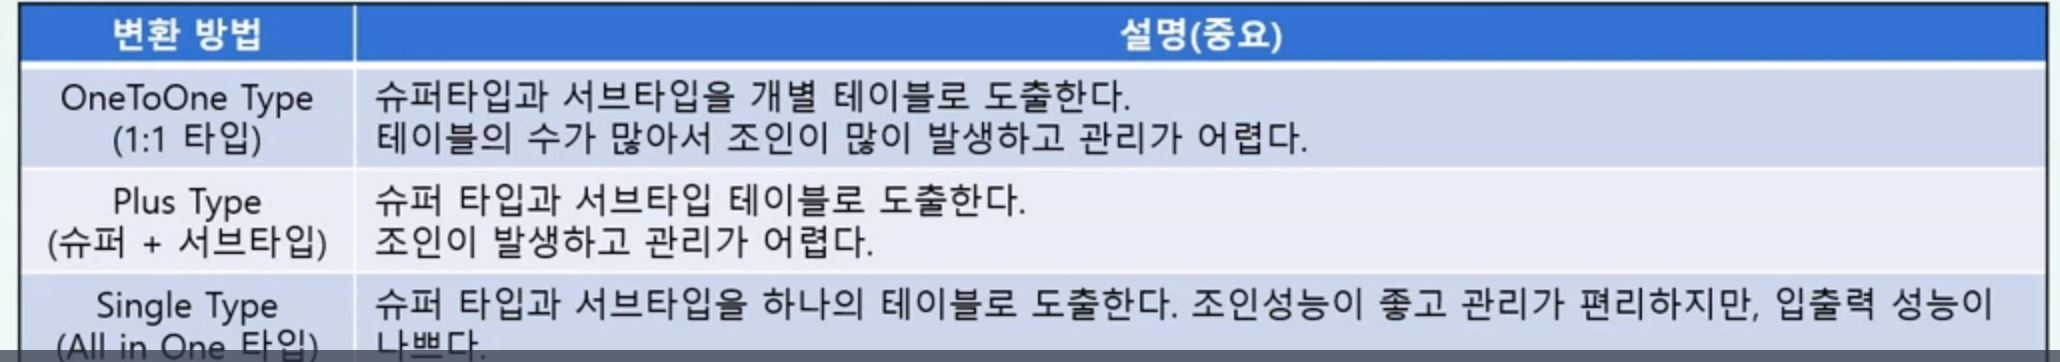 변환 방법
설명(중요)
OneToOne Type
(1:1 타입)
슈퍼타입과 서브타입을 개별 테이블로 도출한다.
테이블의 수가 많아서 조인이 많이 발생하고 관리가 어렵다.
Plus Type
(슈퍼 + 서브타입)
슈퍼 타입과 서브타입 테이블로 도출한다.
조인이 발생하고 관리가 어렵다.
Single Type
(All in One 타입)
슈퍼 타입과 서브타입을 하나의 테이블로 도출한다. 조인성능이 좋고 관리가 편리하지만, 입출력 성능이
나쁘다.